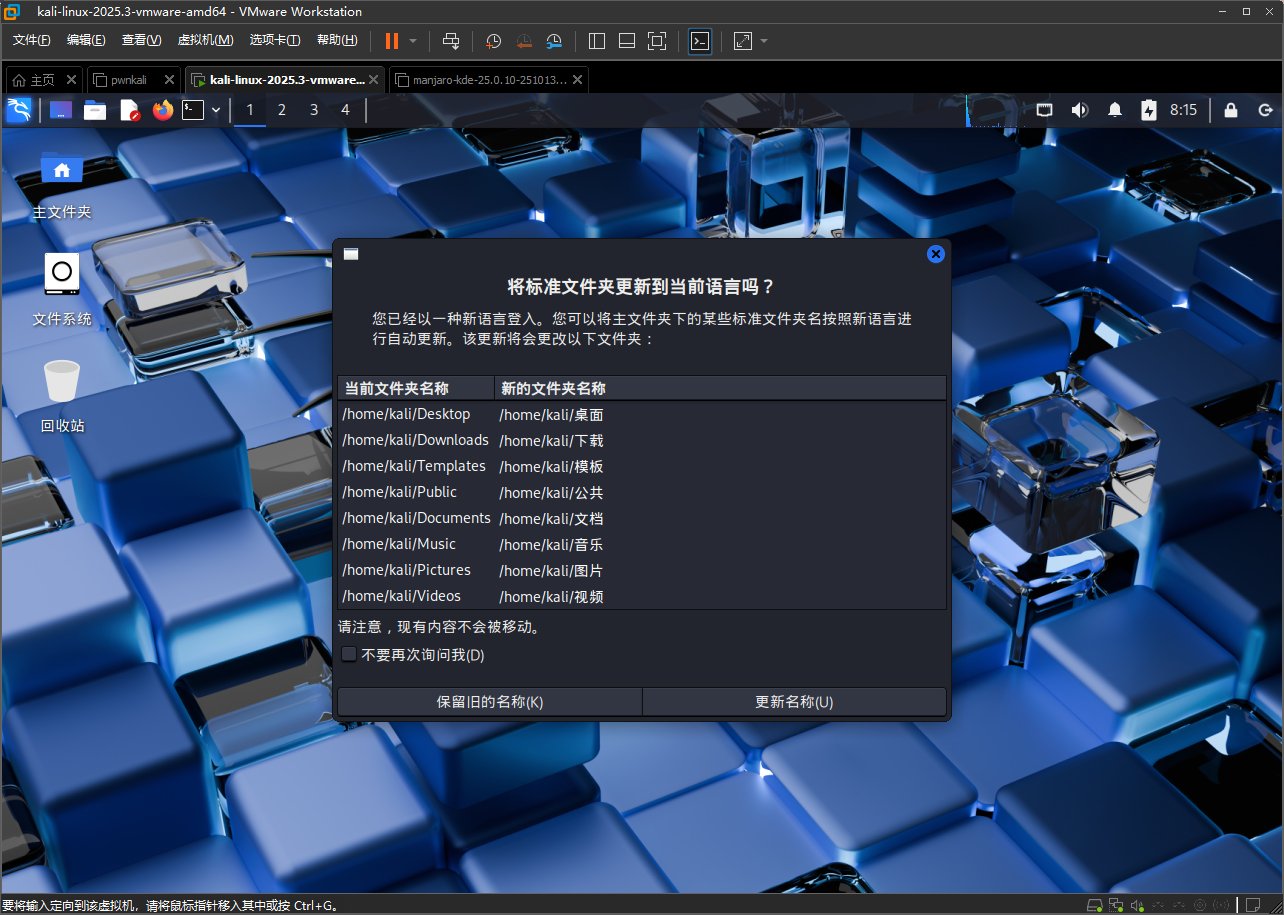 kali-linux-2025.3-vmware-amd64 - VMware Workstation
文件(F) 编辑(E) 查看(V) 虚拟机(M) 选项卡(T) 帮助(H)
主页 pwnkali kali-linux-2025.3-vmware... manjaro-kde-25.0.10-251013...
1 2 3 4 8:15
主文件夹
文件系统
回收站
将标准文件夹更新到当前语言吗？
您已经以一种新语言登入。您可以将主文件夹下的某些标准文件夹名按照新语言进
行自动更新。该更新将会更改以下文件夹：
当前文件夹名称 新的文件夹名称
/home/kali/Desktop /home/kali/桌面
/home/kali/Downloads /home/kali/下载
/home/kali/Templates /home/kali/模板
/home/kali/Public /home/kali/公共
/home/kali/Documents /home/kali/文档
/home/kali/Music /home/kali/音乐
/home/kali/Pictures /home/kali/图片
/home/kali/Videos /home/kali/视频
请注意，现有内容不会被移动。
不要再次询问我(D)
保留旧的名称(K) 更新名称(U)
要将输入定向到该虚拟机，请将鼠标指针移入其中或按 Ctrl+G。